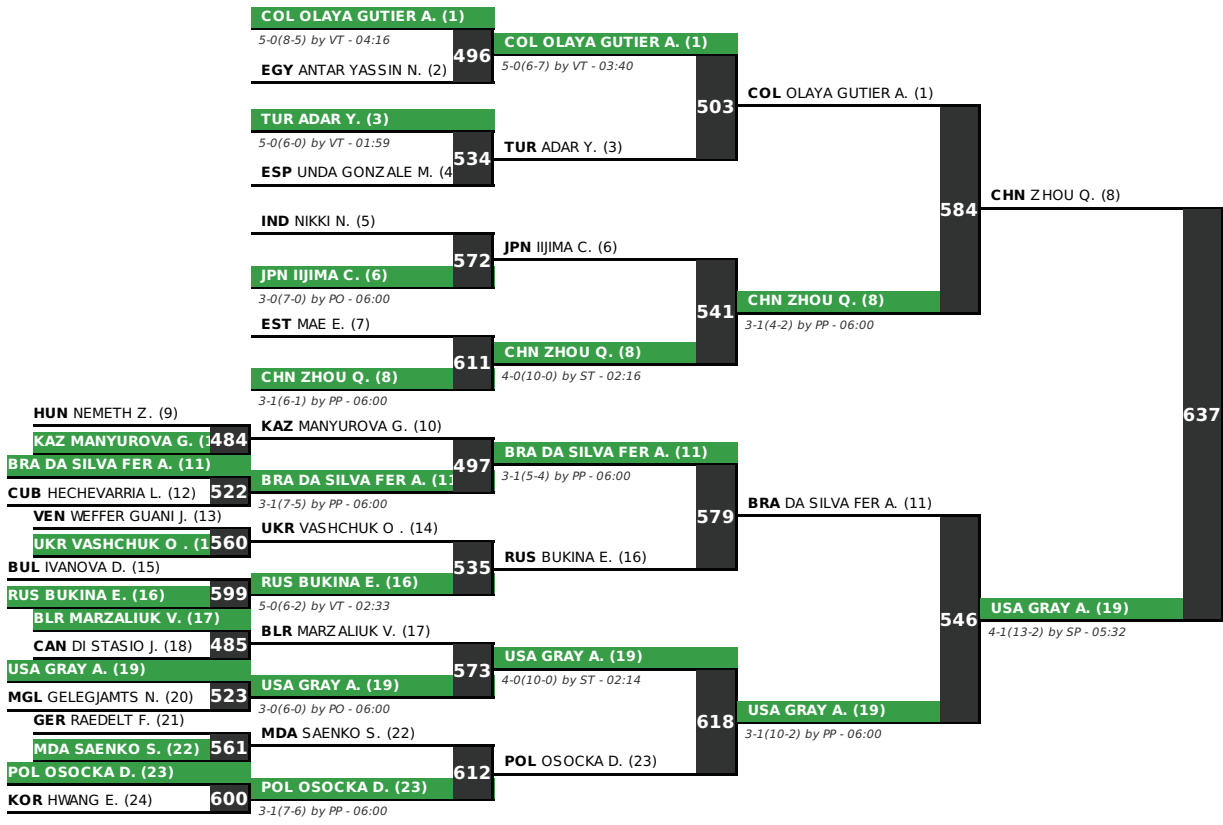 COL OLAYA GUTIER A. (1)
5-0(8-5) by VT - 04:16
EGY ANTAR YASSIN N. (2)
496
TUR ADAR Y. (3)
5-0(6-0) by VT - 01:59
ESP UNDA GONZALE M. (4
534
IND NIKKI N. (5)
572
JPN IIJIMA C. (6)
3-0(7-0) by PO - 06:00
EST MAE E. (7)
611
CHN ZHOU Q. (8)
3-1(6-1) by PP - 06:00
HUN NEMETH Z. (9)
KAZ MANYUROVA G. (1
484
BRA DA SILVA FER A. (11)
CUB HECHEVARRIA L. (12)
522
VEN WEFFER GUANI J. (13)
UKR VASHCHUK O . (1
560
BUL IVANOVA D. (15)
RUS BUKINA E. (16)
599
BLR MARZALIUK V. (17)
CAN DI STASIO J. (18)
485
USA GRAY A. (19)
MGL GELEGJAMTS N. (20)
523
GER RAEDELT F. (21)
MDA SAENKO S. (22)
561
POL OSOCKA D. (23)
KOR HWANG E. (24)
600
KAZ MANYUROVA G. (10)
497
BRA DA SILVA FER A. (11
3-1(7-5) by PP - 06:00
UKR VASHCHUK O . (14)
535
RUS BUKINA E. (16)
5-0(6-2) by VT - 02:33
BLR MARZALIUK V. (17)
573
USA GRAY A. (19)
3-0(6-0) by PO - 06:00
MDA SAENKO S. (22)
612
POL OSOCKA D. (23)
3-1(7-6) by PP - 06:00
COL OLAYA GUTIER A. (1)
5-0(6-7) by VT - 03:40
503
TUR ADAR Y. (3)
JPN IIJIMA C. (6)
541
CHN ZHOU Q. (8)
4-0(10-0) by ST - 02:16
BRA DA SILVA FER A. (11)
3-1(5-4) by PP - 06:00
579
RUS BUKINA E. (16)
USA GRAY A. (19)
4-0(10-0) by ST - 02:14
618
POL OSOCKA D. (23)
COL OLAYA GUTIER A. (1)
584
CHN ZHOU Q. (8)
3-1(4-2) by PP - 06:00
BRA DA SILVA FER A. (11)
546
USA GRAY A. (19)
3-1(10-2) by PP - 06:00
CHN ZHOU Q. (8)
637
USA GRAY A. (19)
4-1(13-2) by SP - 05:32